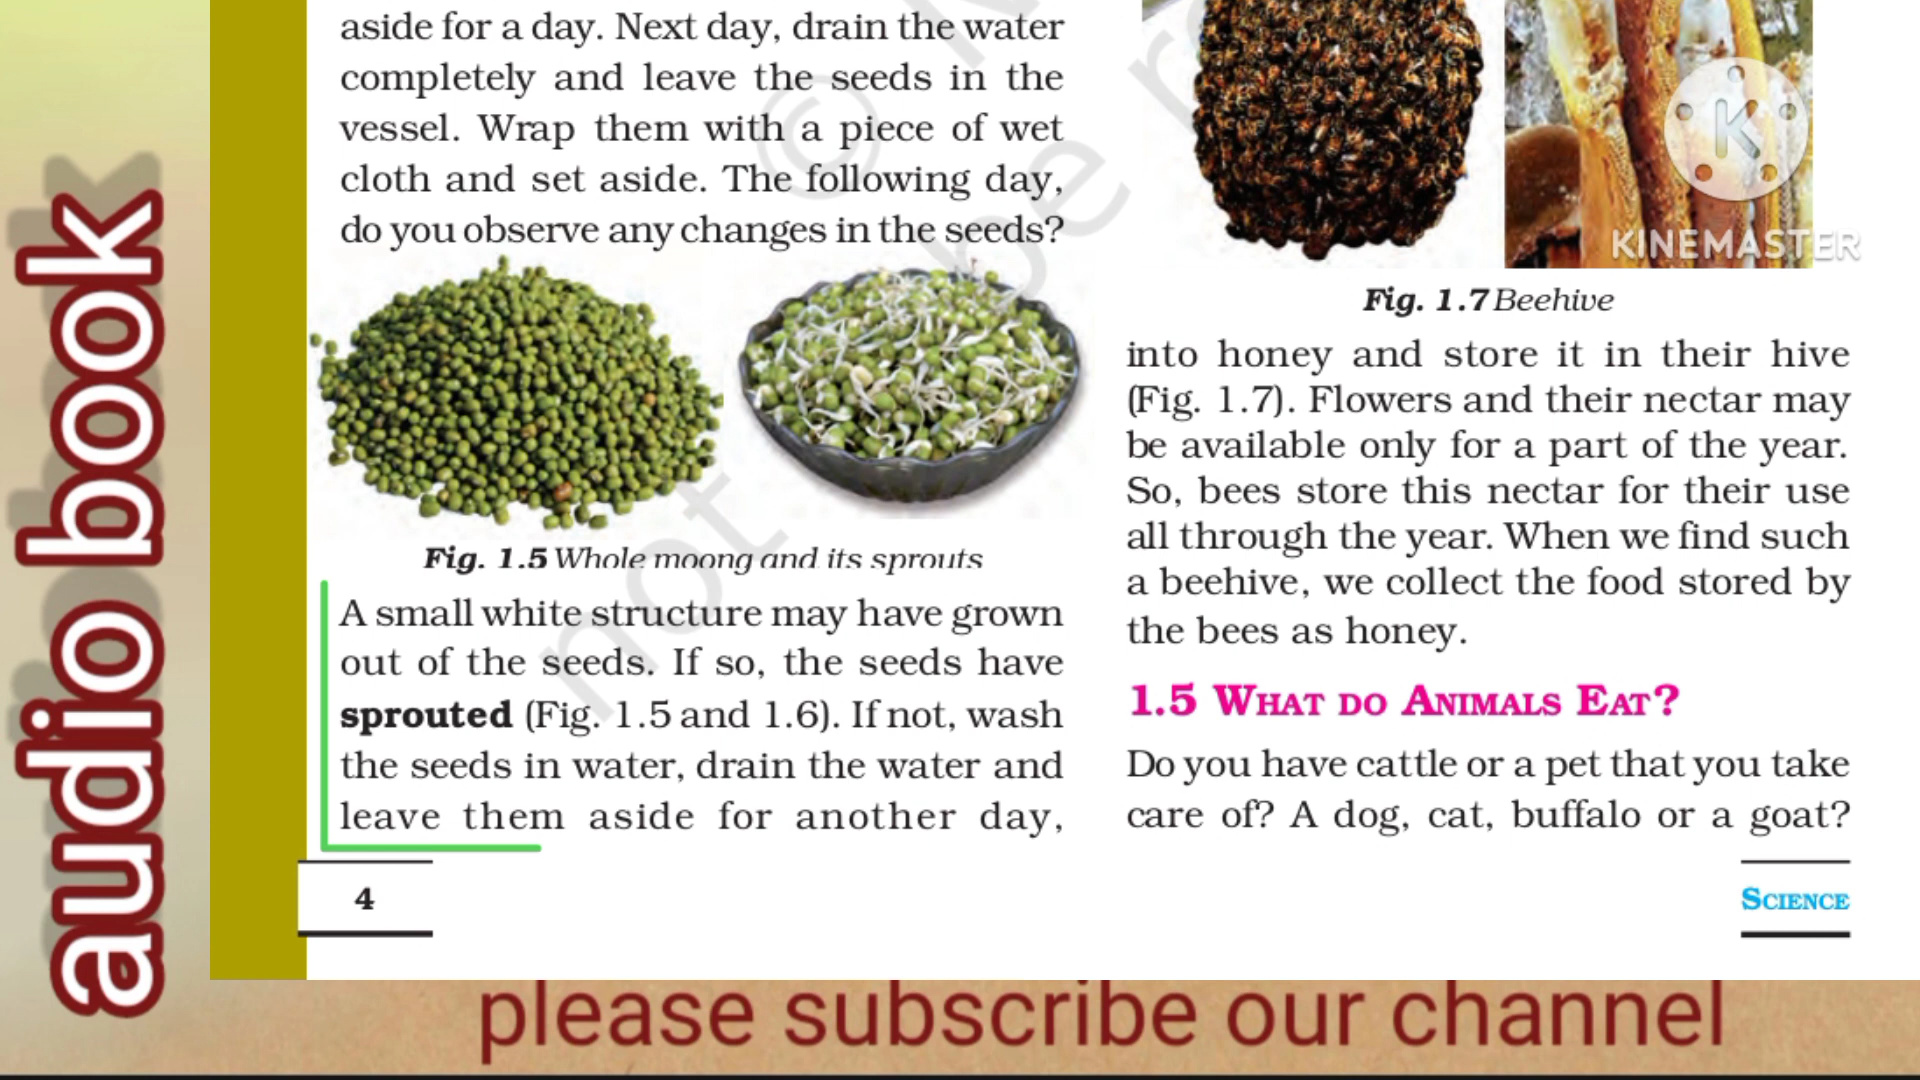 audio book
aside for a day. Next day, drain the water
completely and leave the seeds in the
vessel. Wrap them with a piece of wet
cloth and set aside. The following day,
do you observe any changes in the seeds?
Fig. 1.5 Whole moong and its sprouts
A small white structure may have grown
out of the seeds. If so, the seeds have
sprouted (Fig. 1.5 and 1.6). If not, wash
the seeds in water, drain the water and
leave them aside for another day,
4
K
KINEMASTER
Fig. 1.7 Beehive
into honey and store it in their hive
(Fig. 1.7). Flowers and their nectar may
be available only for a part of the year.
So, bees store this nectar for their use
all through the year. When we find such
a beehive, we collect the food stored by
the bees as honey.
1.5 WHAT DO ANIMALS EAT?
Do you have cattle or a pet that you take
care of? A dog, cat, buffalo or a goat?
SCIENCE
©
not
be r
please subscribe our channel